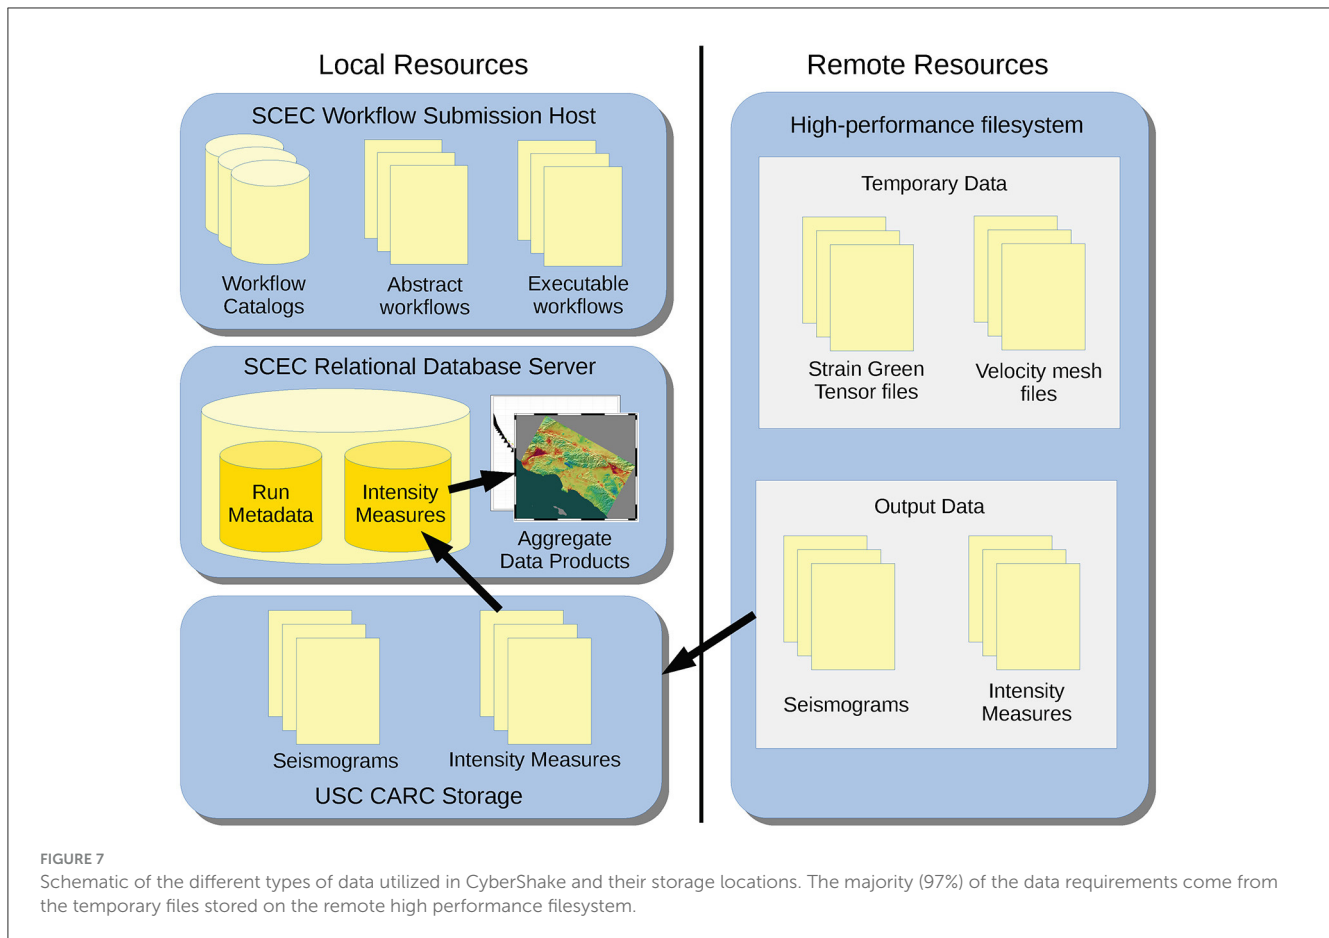 Local Resources
SCEC Workflow Submission Host
Workflow
Catalogs
Abstract
workflows
Executable
workflows
SCEC Relational Database Server
Run
Metadata
Intensity
Measures
Aggregate
Data Products
Seismograms
Intensity Measures
USC CARC Storage
Remote Resources
High-performance filesystem
Temporary Data
Strain Green
Tensor files
Velocity mesh
files
Output Data
Seismograms
Intensity
Measures
FIGURE 7
Schematic of the different types of data utilized in CyberShake and their storage locations. The majority (97%) of the data requirements come from
the temporary files stored on the remote high performance filesystem.